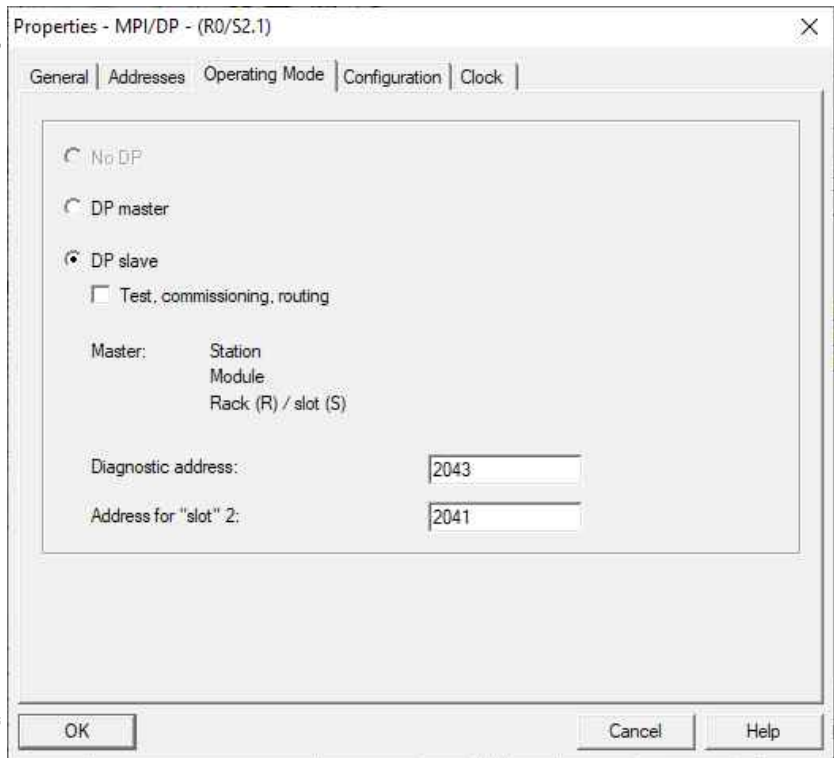 Properties - MPI/DP - (R0/S2.1)
General Addresses Operating Mode Configuration Clock
No DP
DP master
DP slave
Test, commissioning, routing
Master: Station
Module
Rack (R) / slot (S)
Diagnostic address: 2043
Address for "slot" 2: 2041
OK Cancel Help